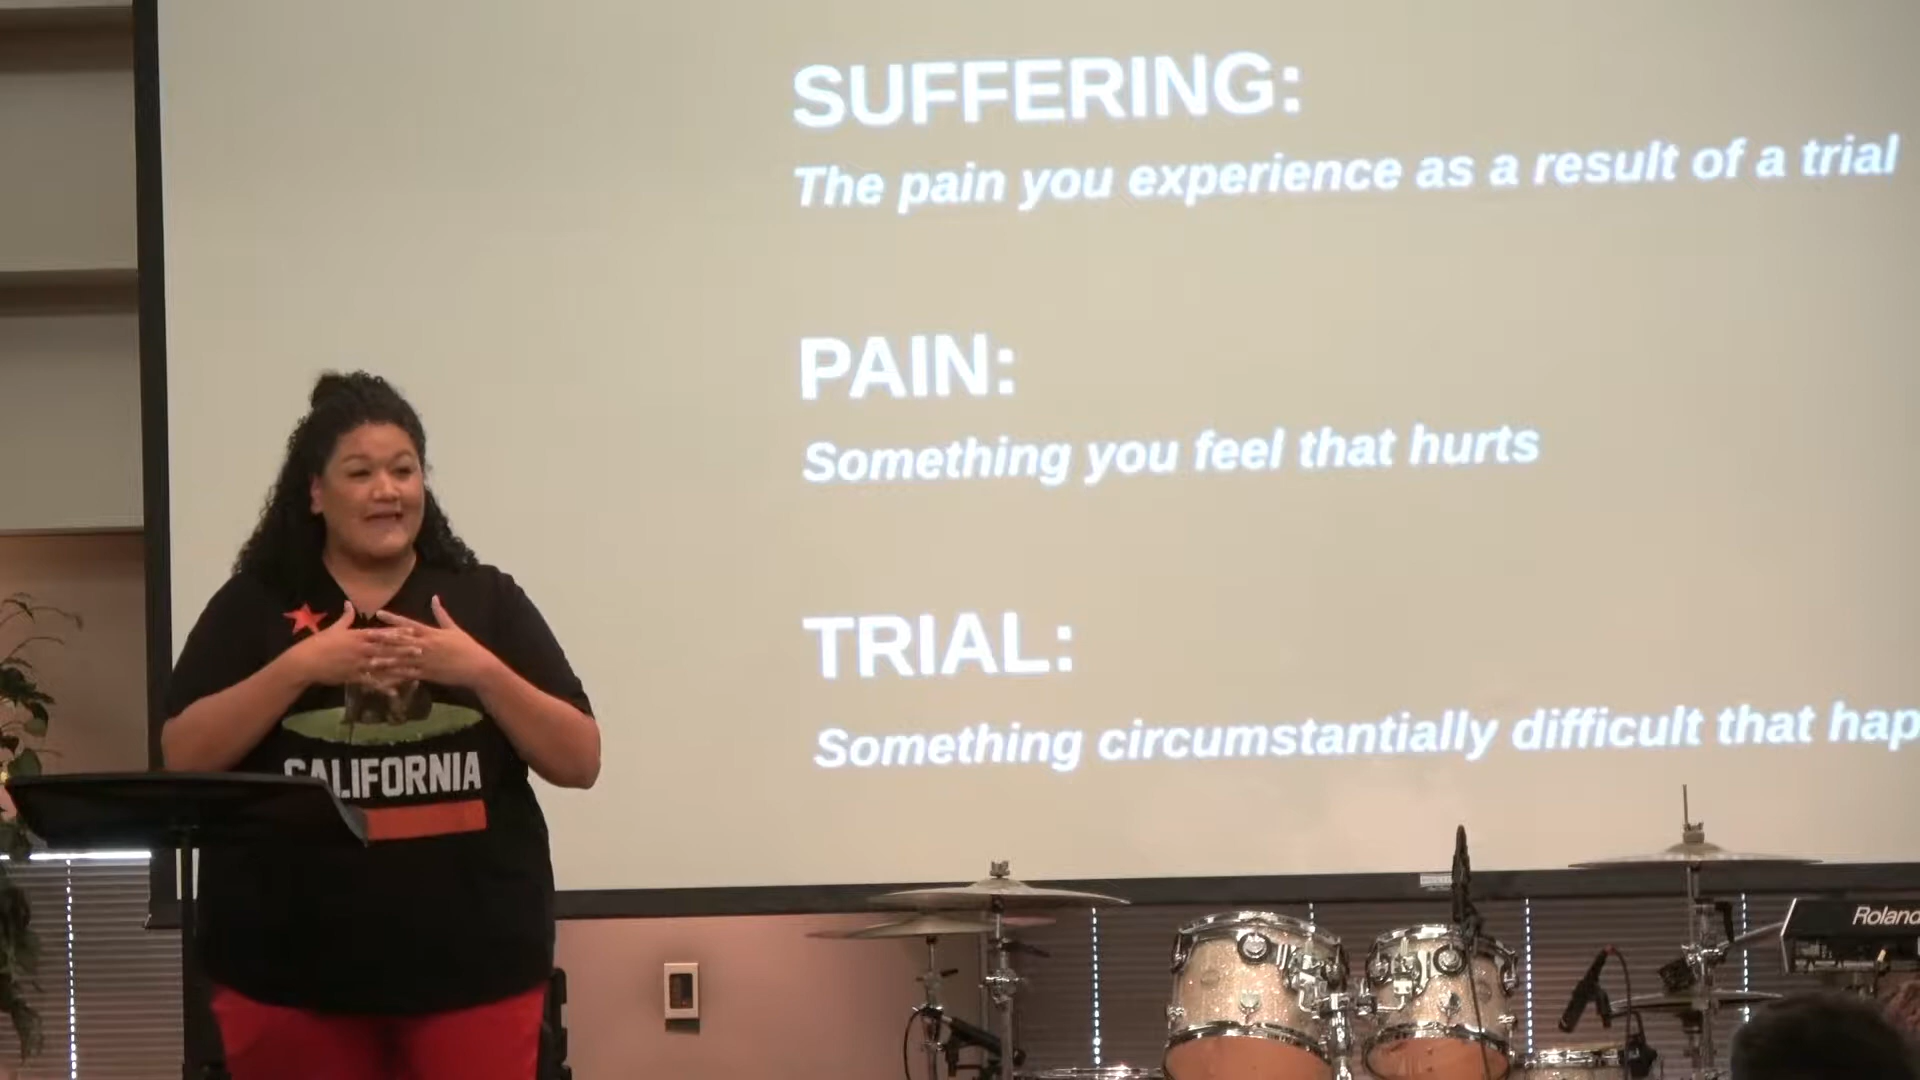 SUFFERING:
The pain you experience as a result of a trial
PAIN:
Something you feel that hurts
TRIAL:
Something circumstantially difficult that hap
CALIFORNIA
Roland